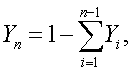 $Y_n = 1 - \sum_{i=1}^{n-1} Y_i,$